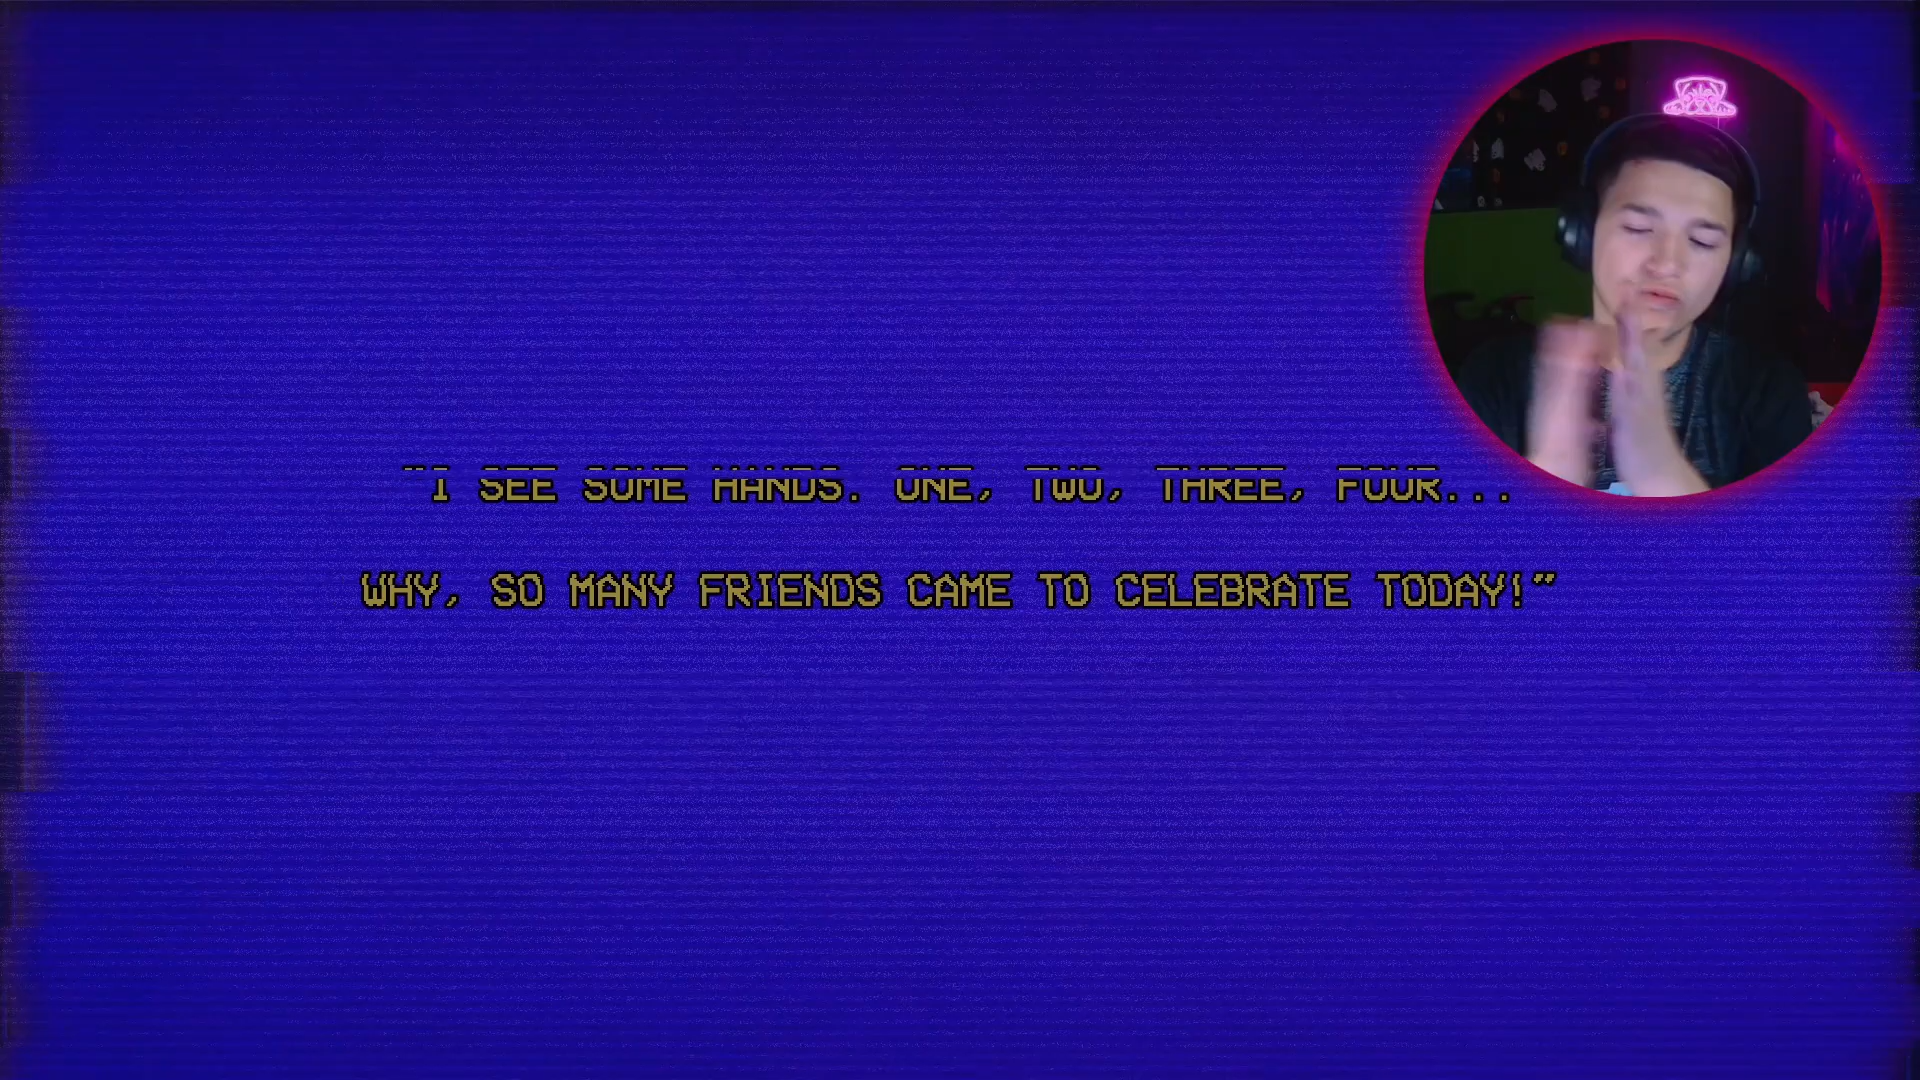 "I SEE SOME HANDS. ONE, TWO, THREE, FOUR...
WHY, SO MANY FRIENDS CAME TO CELEBRATE TODAY!”